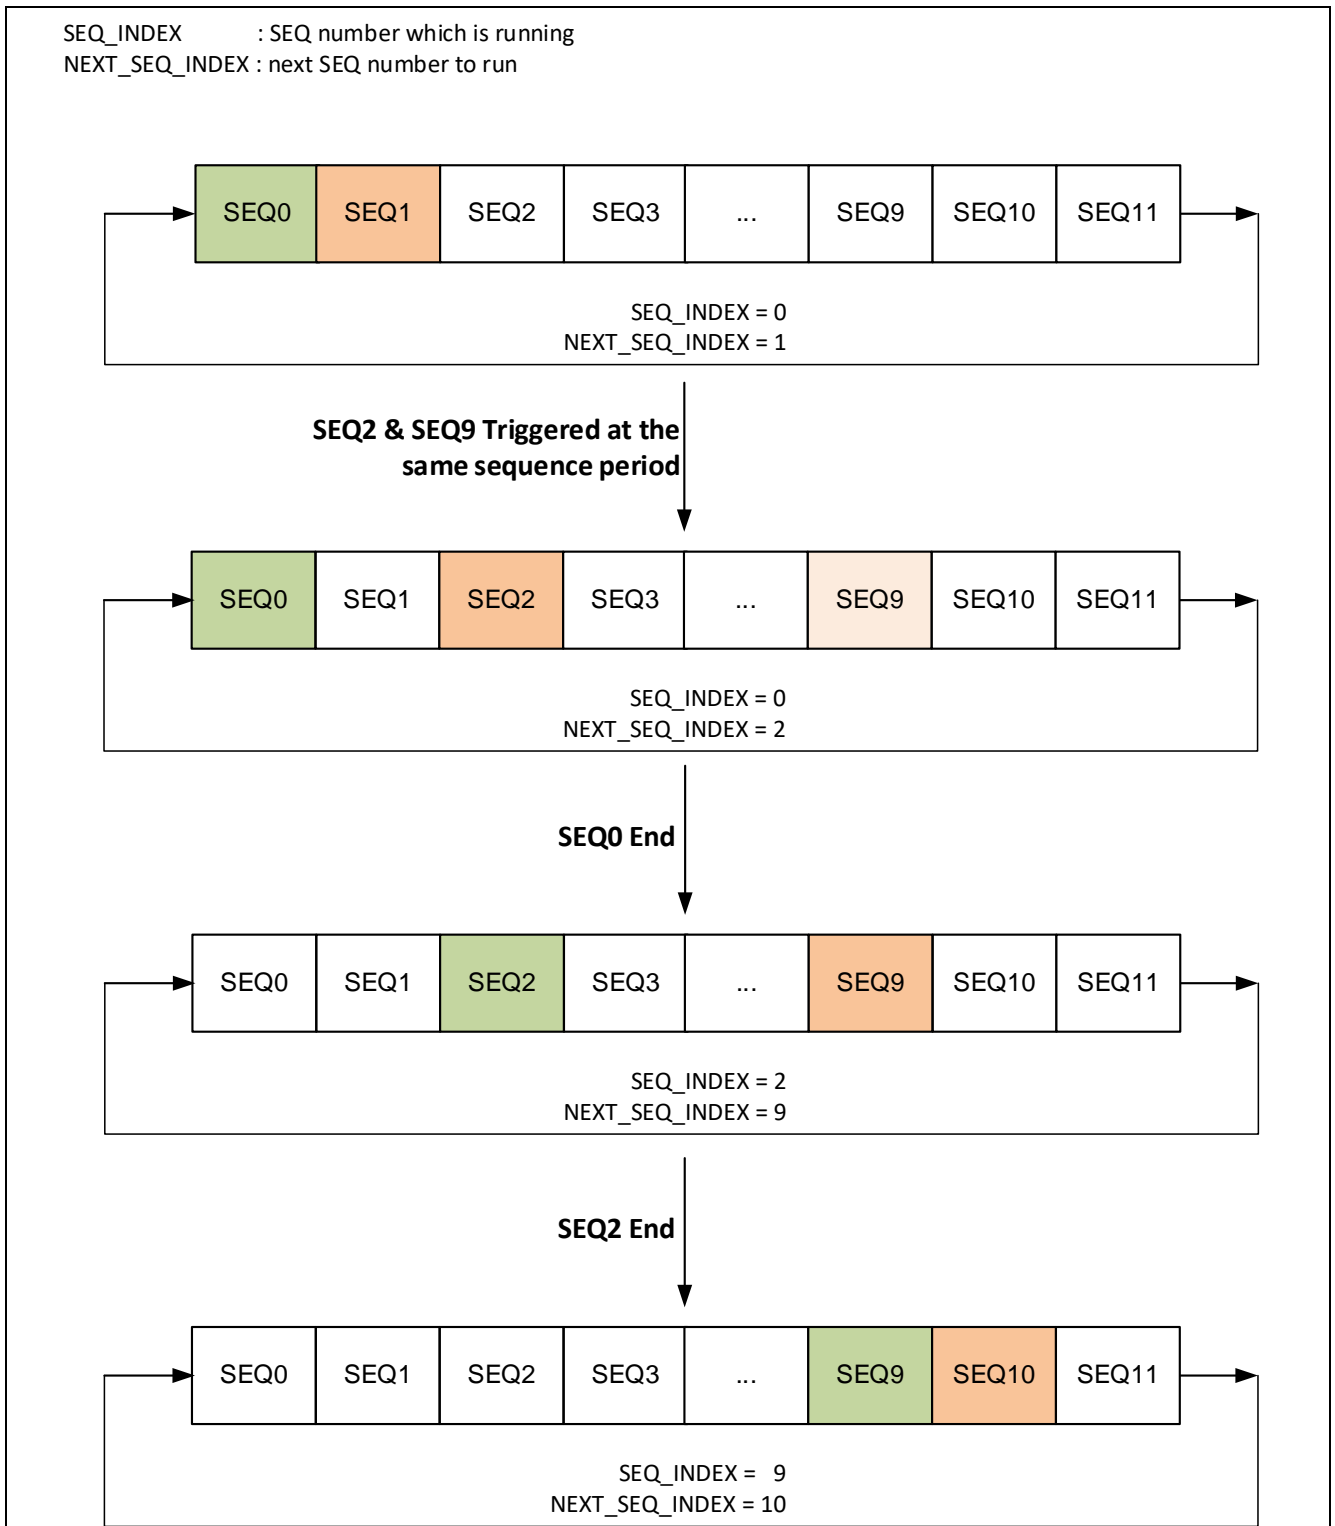 SEQ_INDEX : SEQ number which is running
NEXT_SEQ_INDEX : next SEQ number to run
SEQ0 SEQ1 SEQ2 SEQ3 ... SEQ9 SEQ10 SEQ11
SEQ_INDEX = 0
NEXT_SEQ_INDEX = 1
SEQ2 & SEQ9 Triggered at the
same sequence period
SEQ0 SEQ1 SEQ2 SEQ3 ... SEQ9 SEQ10 SEQ11
SEQ_INDEX = 0
NEXT_SEQ_INDEX = 2
SEQ0 End
SEQ0 SEQ1 SEQ2 SEQ3 ... SEQ9 SEQ10 SEQ11
SEQ_INDEX = 2
NEXT_SEQ_INDEX = 9
SEQ2 End
SEQ0 SEQ1 SEQ2 SEQ3 ... SEQ9 SEQ10 SEQ11
SEQ_INDEX = 9
NEXT_SEQ_INDEX = 10